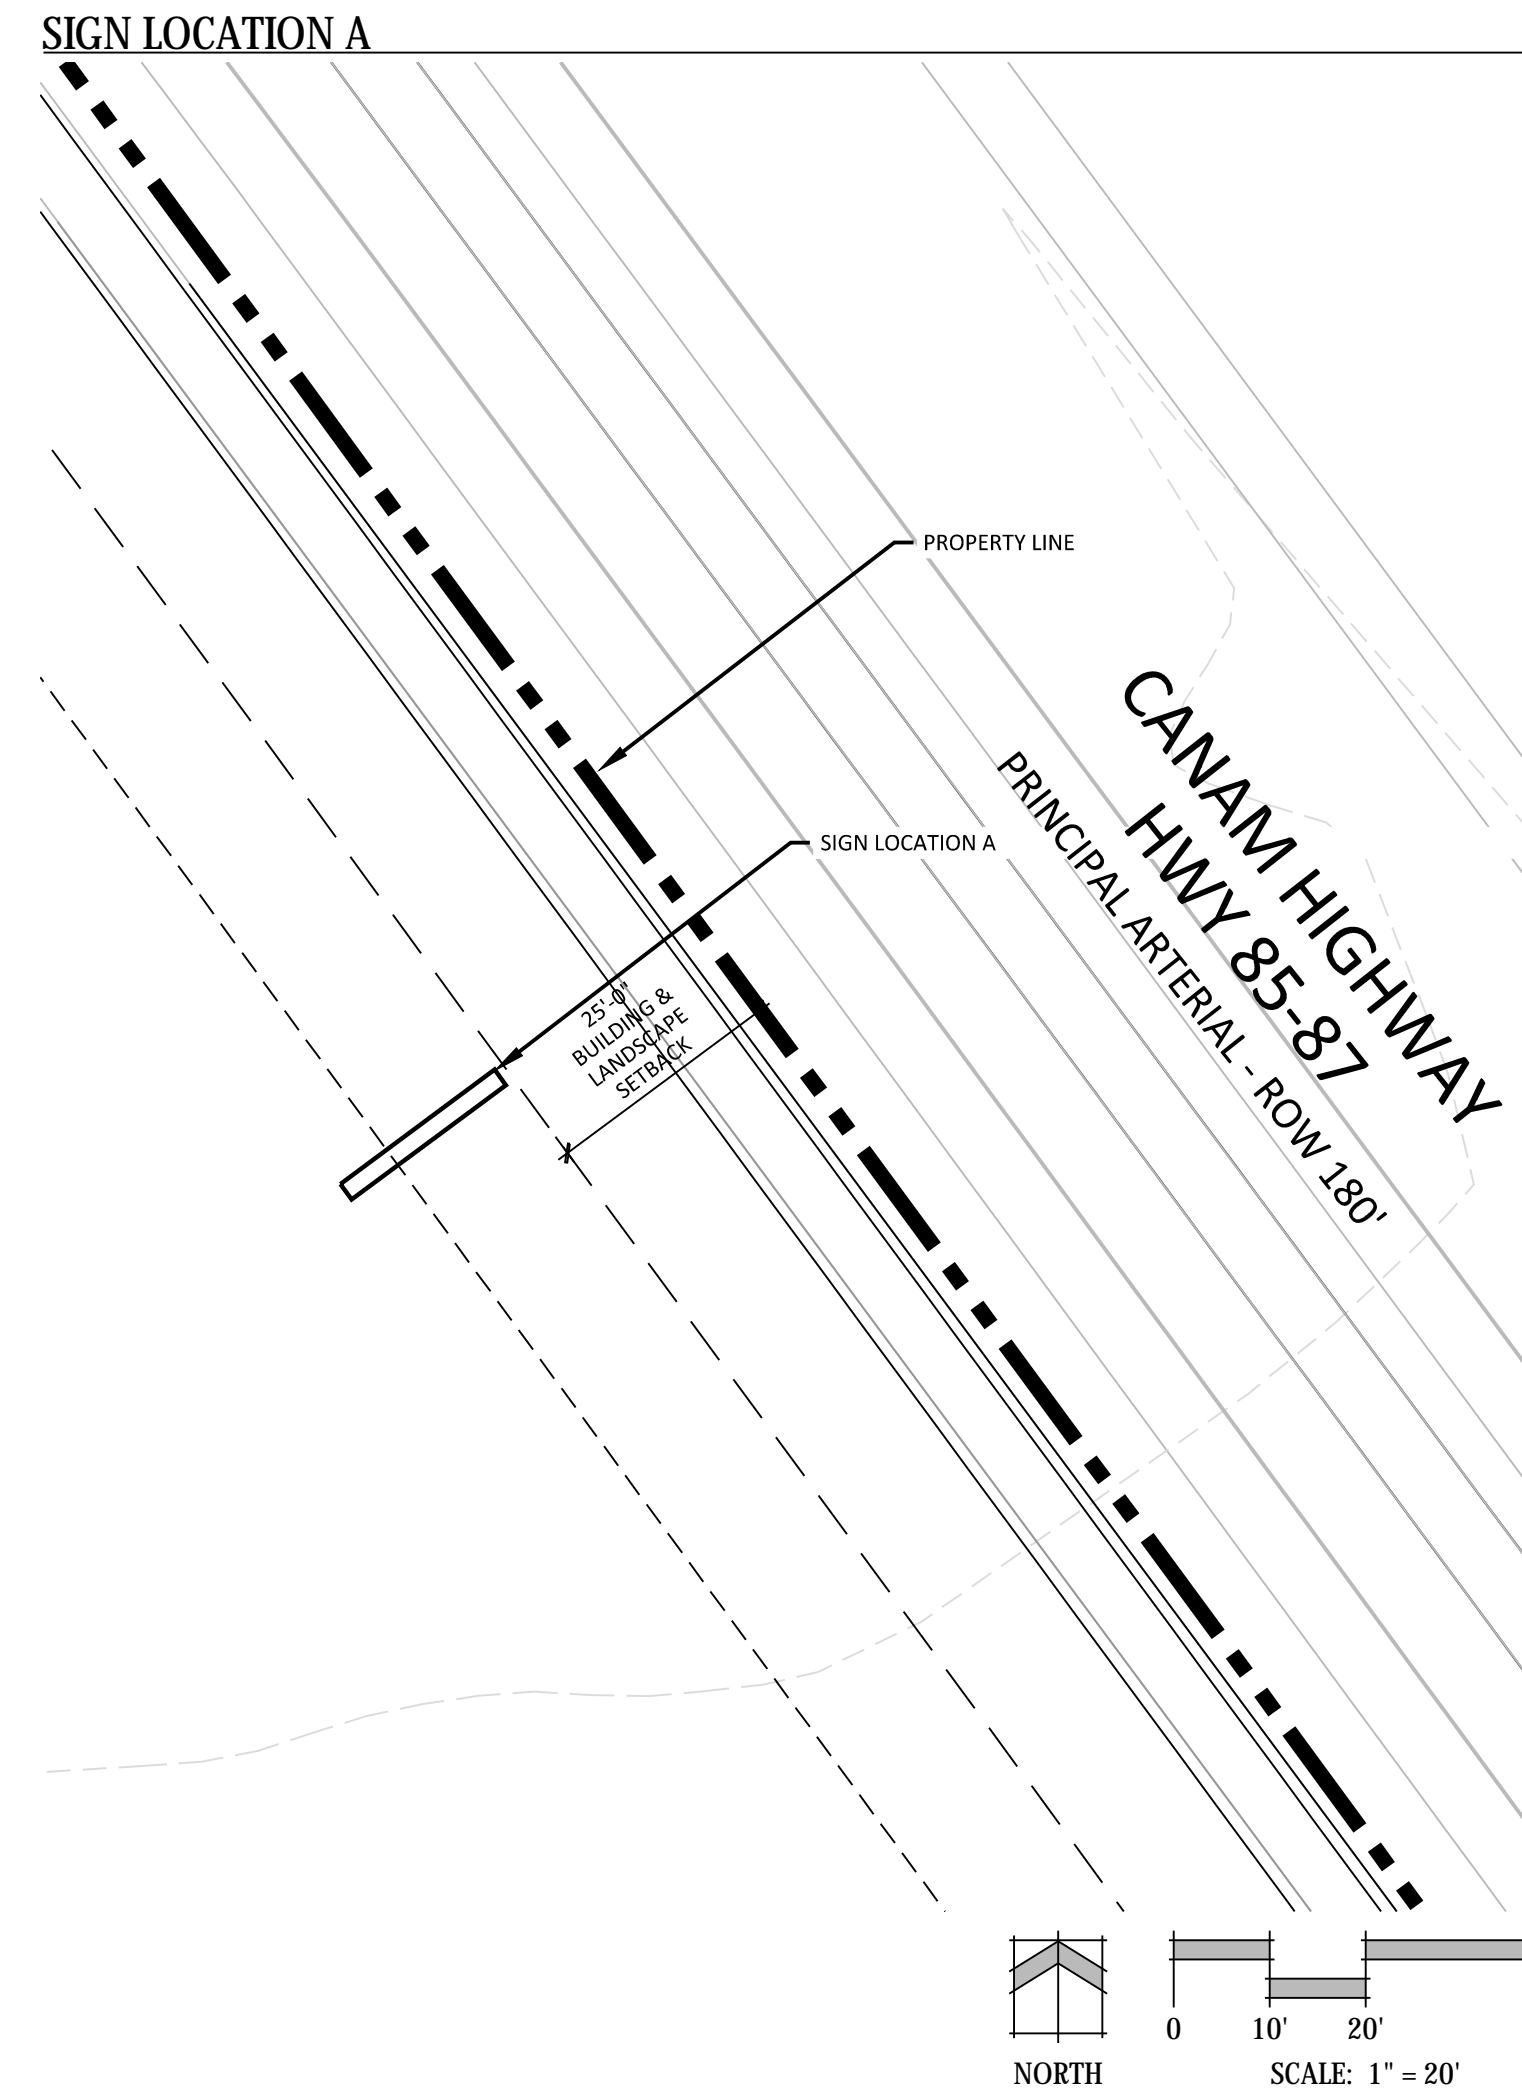 SIGN LOCATION A
PROPERTY LINE
CANAM HIGHWAY
HWY 85-87
PRINCIPAL ARTERIAL - ROW 180'
SIGN LOCATION A
25'-0"
BUILDING &
LANDSCAPE
SETBACK
0 10' 20'
NORTH
SCALE: 1" = 20'